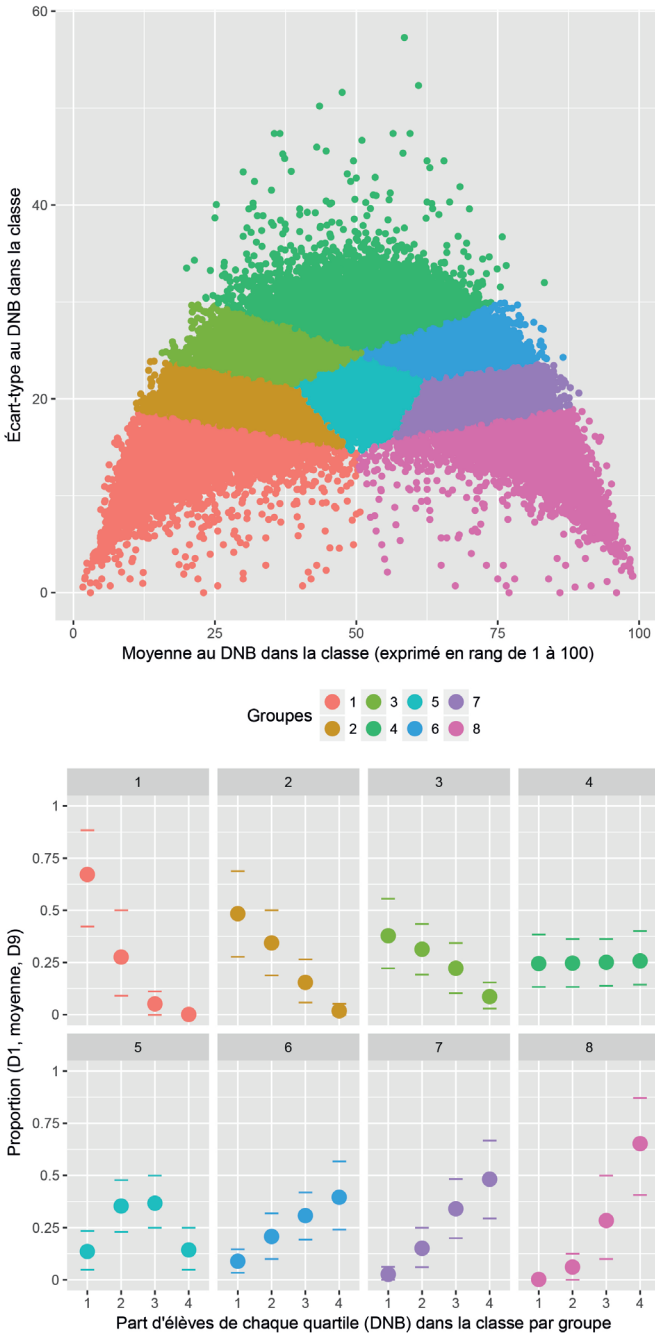 60
40
20
0
Écart-type au DNB dans la classe
0 25 50 75 100
Moyenne au DNB dans la classe (exprimé en rang de 1 à 100)
Groupes
1 3 5 7
2 4 6 8
1 2 3 4
1
0.75
0.5
0.25
0
Proportion (D1, moyenne, D9)
5 6 7 8
1
0.75
0.5
0.25
0
1 2 3 4 1 2 3 4 1 2 3 4 1 2 3 4
Part d'élèves de chaque quartile (DNB) dans la classe par groupe